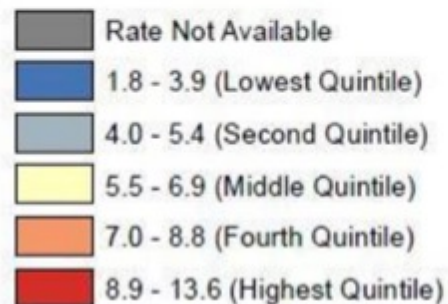 Rate Not Available
1.8 - 3.9 (Lowest Quintile)
4.0 - 5.4 (Second Quintile)
5.5 - 6.9 (Middle Quintile)
7.0 - 8.8 (Fourth Quintile)
8.9 - 13.6 (Highest Quintile)